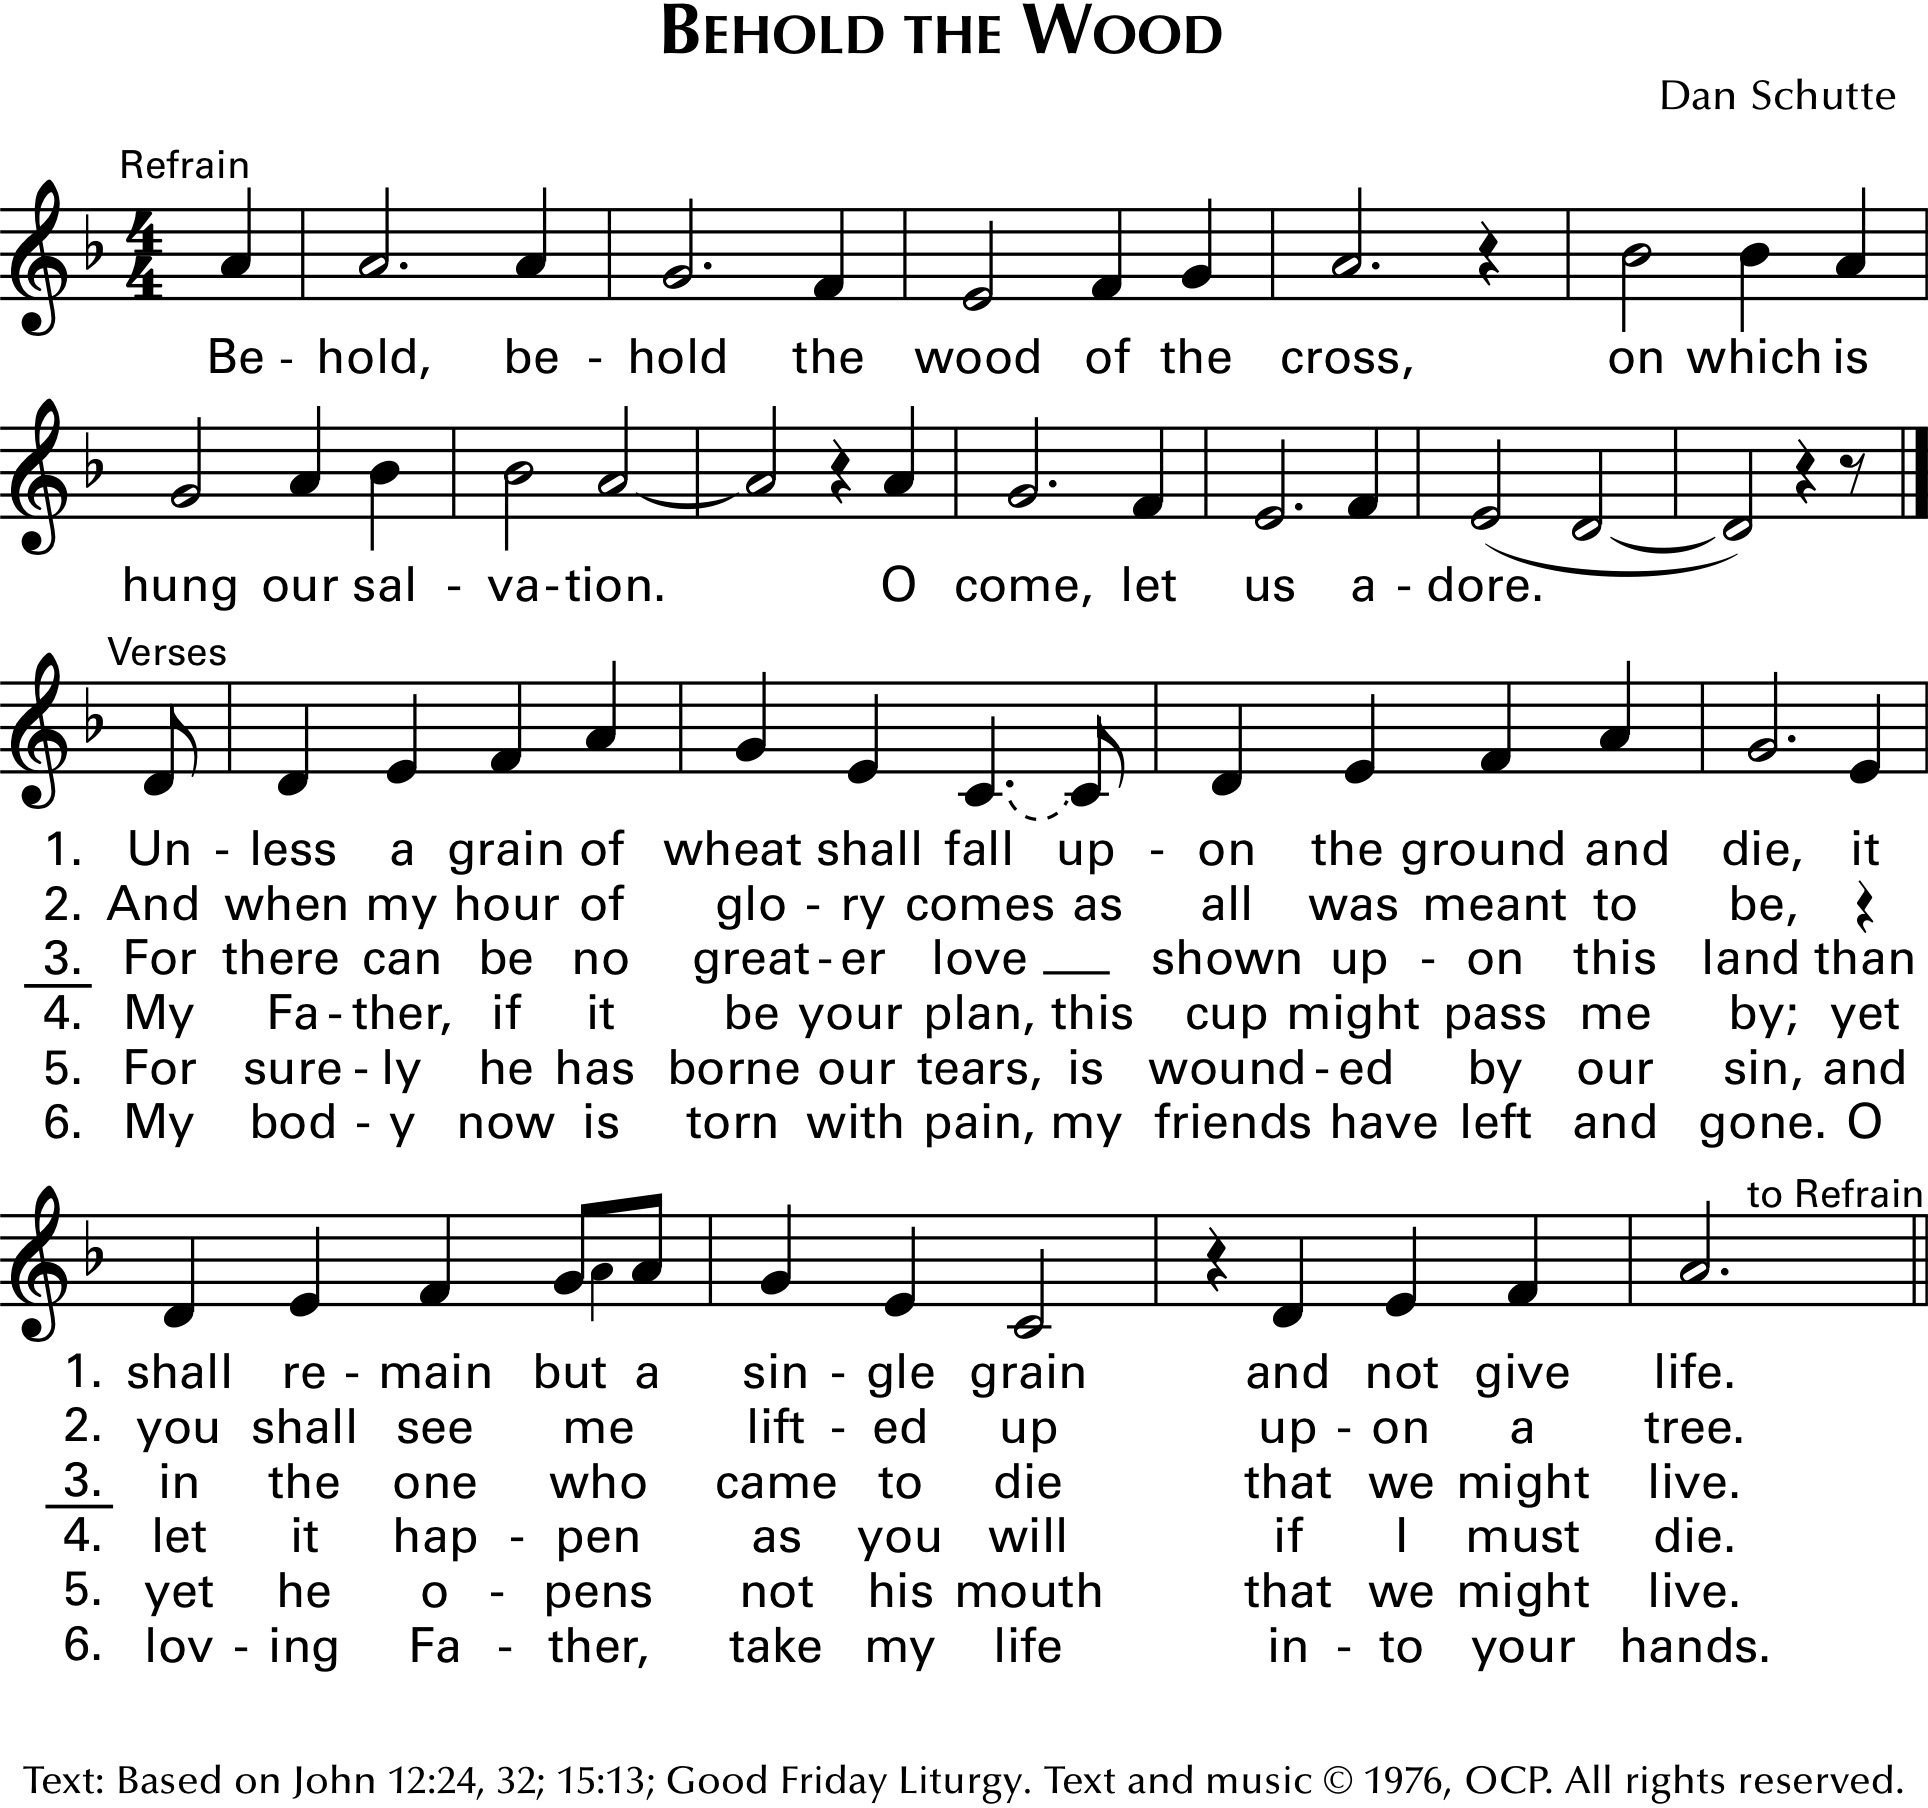 BEHOLD THE WOOD
Dan Schutte
Refrain
4
4
Be - hold, be - hold the wood of the cross, on which is
hung our sal - va-tion. O come, let us a - dore.
Verses
1. Un - less a grain of wheat shall fall up - on the ground and die, it
2. And when my hour of glo - ry comes as all was meant to be,
3. For there can be no great-er love ___ shown up - on this land than
4. My Fa-ther, if it be your plan, this cup might pass me by; yet
5. For sure-ly he has borne our tears, is wound-ed by our sin, and
6. My bod - y now is torn with pain, my friends have left and gone. O
to Refrain
1. shall re - main but a sin - gle grain and not give life.
2. you shall see me lift - ed up up - on a tree.
3. in the one who came to die that we might live.
4. let it hap - pen as you will if I must die.
5. yet he o - pens not his mouth that we might live.
6. lov - ing Fa - ther, take my life in - to your hands.
Text: Based on John 12:24, 32; 15:13; Good Friday Liturgy. Text and music © 1976, OCP. All rights reserved.